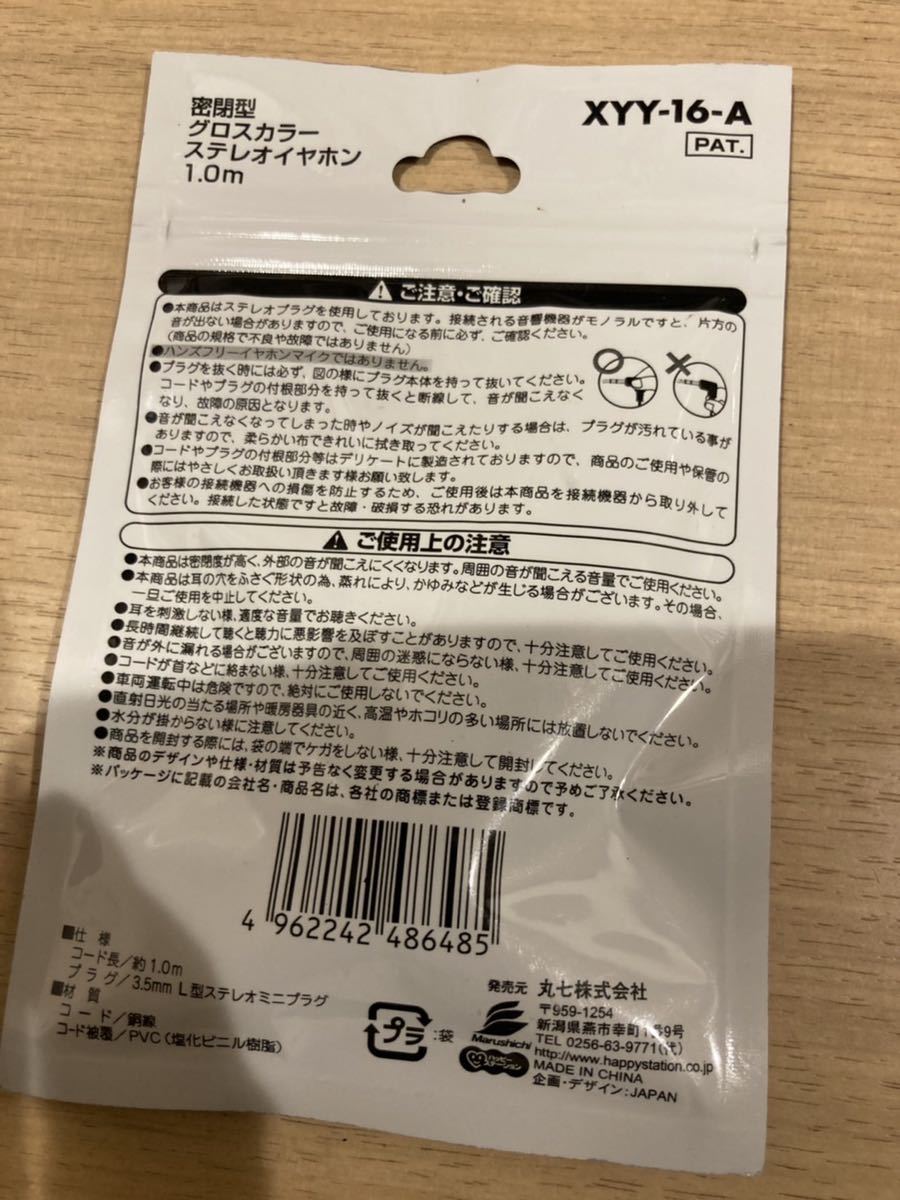 密閉型
グロスカラー
ステレオイヤホン
1.0m
XYY-16-A
PAT.
ご注意・ご確認
●本商品はステレオプラグを使用しております。接続される音響機器がモノラルですと、片方の
音が出ない場合がありますので、ご使用になる前に必ず、ご確認ください。
(商品の規格で不良や故障ではありません)
●ハンズフリーイヤホンマイクではありません。
●プラグを抜く時には必ず、図の様にプラグ本体を持って抜いてください。
コードやプラグの付根部分を持って抜くと断線して、音が聞こえなく
なり、故障の原因となります。
●音が聞こえなくなってしまった時やノイズが聞こえたりする場合は、プラグが汚れている事が
ありますので、柔らかい布できれいに拭き取ってください。
●コードやプラグの付根部分等はデリケートに製造されておりますので、商品のご使用や保管の
際にはやさしくお取扱い頂きます様お願い致します。
●お客様の接続機器への損傷を防止するため、ご使用後は本商品を接続機器から取り外して
ください。接続した状態ですと故障・破損する恐れがあります。
ご使用上の注意
●本商品は密閉度が高く、外部の音が聞こえにくくなります。周囲の音が聞こえる音量でご使用ください。
●本商品は耳の穴をふさぐ形状の為、蒸れにより、かゆみなどが生じる場合がございます。その場合、
一旦ご使用を中止してください。
●耳を刺激しない様、適度な音量でお聴きください。
●長時間継続して聴くと聴力に悪影響を及ぼすことがありますので、十分注意してご使用ください。
●音が外に漏れる場合がございますので、周囲の迷惑にならない様、十分注意してご使用ください。
●コードが首などに絡まない様、十分注意してご使用ください。
●車両運転中は危険ですので、絶対にご使用しないでください。
●直射日光の当たる場所や暖房器具の近く、高温やホコリの多い場所には放置しないでください。
●水分が掛からない様に注意してください。
●商品を開封する際には、袋の端でケガをしない様、十分注意して開封してください。
※商品のデザインや仕様・材質は予告なく変更する場合がありますので予めご了承ください。
※パッケージに記載の会社名・商品名は、各社の商標または登録商標です。
4 962242 486485
■仕 様
コード長/約1.0m
プラグ/3.5mm L型ステレオミニプラグ
■材 質
コード/銅線
コード被覆/PVC(塩化ビニル樹脂)
プラ
:袋
Marushichi
ハッピーステーション
発売元 丸七株式会社
〒959-1254
新潟県燕市幸町1番9号
TEL 0256-63-9771(代)
http://www.happystation.co.jp
MADE IN CHINA
企画・デザイン:JAPAN